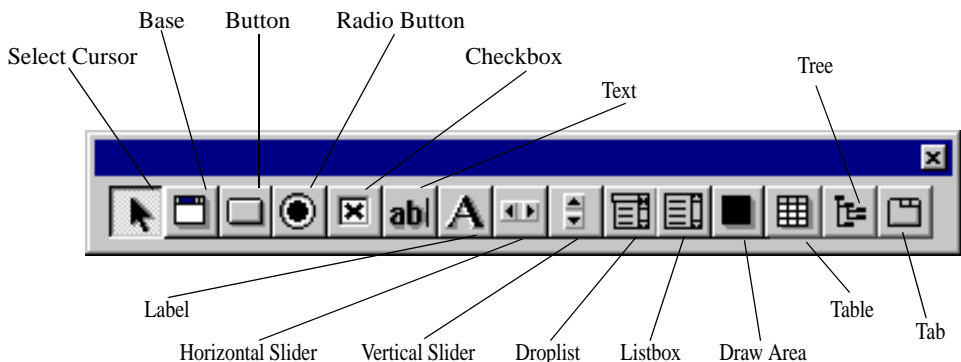 Base Button Radio Button
Select Cursor
Checkbox
Tree
Text
ab
A
Label
Table
Tab
Horizontal Slider Vertical Slider Droplist Listbox Draw Area